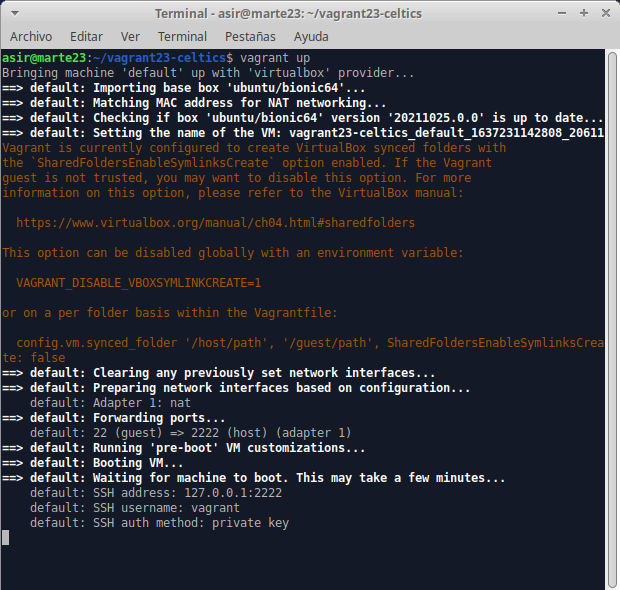 Terminal - asir@marte23: ~/vagrant23-celtics
Archivo Editar Ver Terminal Pestañas Ayuda
asir@marte23:~/vagrant23-celtics$ vagrant up
Bringing machine 'default' up with 'virtualbox' provider...
==> default: Importing base box 'ubuntu/bionic64'...
==> default: Matching MAC address for NAT networking...
==> default: Checking if box 'ubuntu/bionic64' version '20211025.0.0' is up to date...
==> default: Setting the name of the VM: vagrant23-celtics_default_1637231142808_20611
Vagrant is currently configured to create VirtualBox synced folders with
the `SharedFoldersEnableSymlinksCreate` option enabled. If the Vagrant
guest is not trusted, you may want to disable this option. For more
information on this option, please refer to the VirtualBox manual:
https://www.virtualbox.org/manual/ch04.html#sharedfolders
This option can be disabled globally with an environment variable:
VAGRANT_DISABLE_VBOXSYMLINKCREATE=1
or on a per folder basis within the Vagrantfile:
config.vm.synced_folder '/host/path', '/guest/path', SharedFoldersEnableSymlinksCrea
te: false
==> default: Clearing any previously set network interfaces...
==> default: Preparing network interfaces based on configuration...
default: Adapter 1: nat
==> default: Forwarding ports...
default: 22 (guest) => 2222 (host) (adapter 1)
==> default: Running 'pre-boot' VM customizations...
==> default: Booting VM...
==> default: Waiting for machine to boot. This may take a few minutes...
default: SSH address: 127.0.0.1:2222
default: SSH username: vagrant
default: SSH auth method: private key